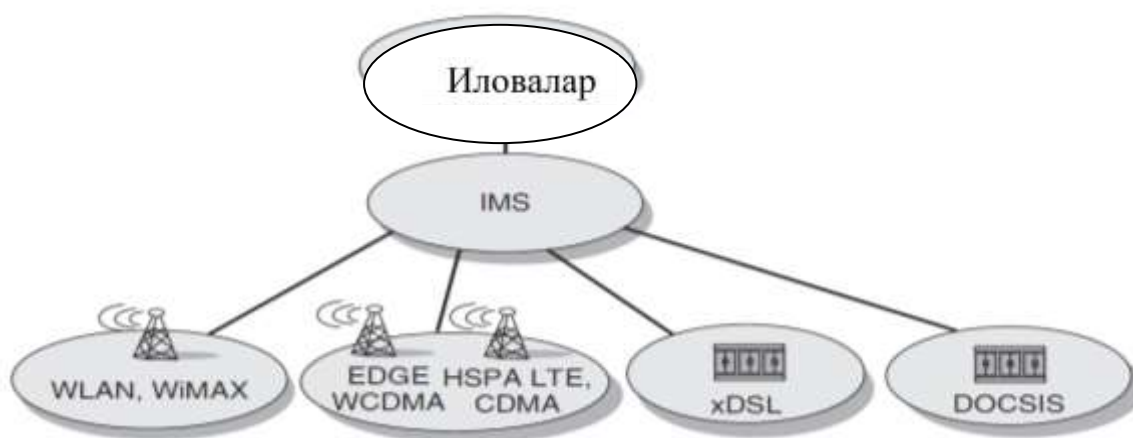 Иловалар
IMS
WLAN, WiMAX
EDGE HSPA LTE,
WCDMA CDMA
xDSL
DOCSIS